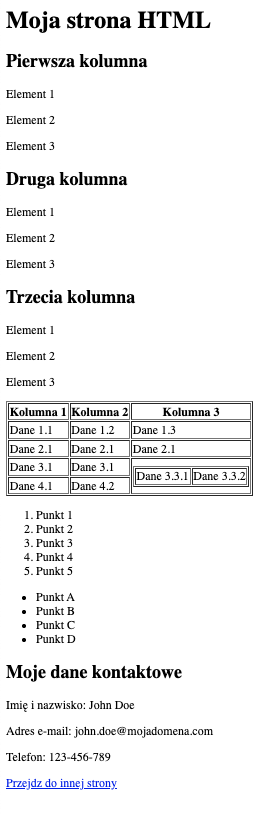 Moja strona HTML
Pierwsza kolumna
Element 1
Element 2
Element 3
Druga kolumna
Element 1
Element 2
Element 3
Trzecia kolumna
Element 1
Element 2
Element 3
Kolumna 1 Kolumna 2 Kolumna 3
Dane 1.1 Dane 1.2 Dane 1.3
Dane 2.1 Dane 2.1 Dane 2.1
Dane 3.1 Dane 3.1
Dane 3.3.1 Dane 3.3.2
Dane 4.1 Dane 4.2
1. Punkt 1
2. Punkt 2
3. Punkt 3
4. Punkt 4
5. Punkt 5
• Punkt A
• Punkt B
• Punkt C
• Punkt D
Moje dane kontaktowe
Imię i nazwisko: John Doe
Adres e-mail: john.doe@mojadomena.com
Telefon: 123-456-789
Przejdz do innej strony